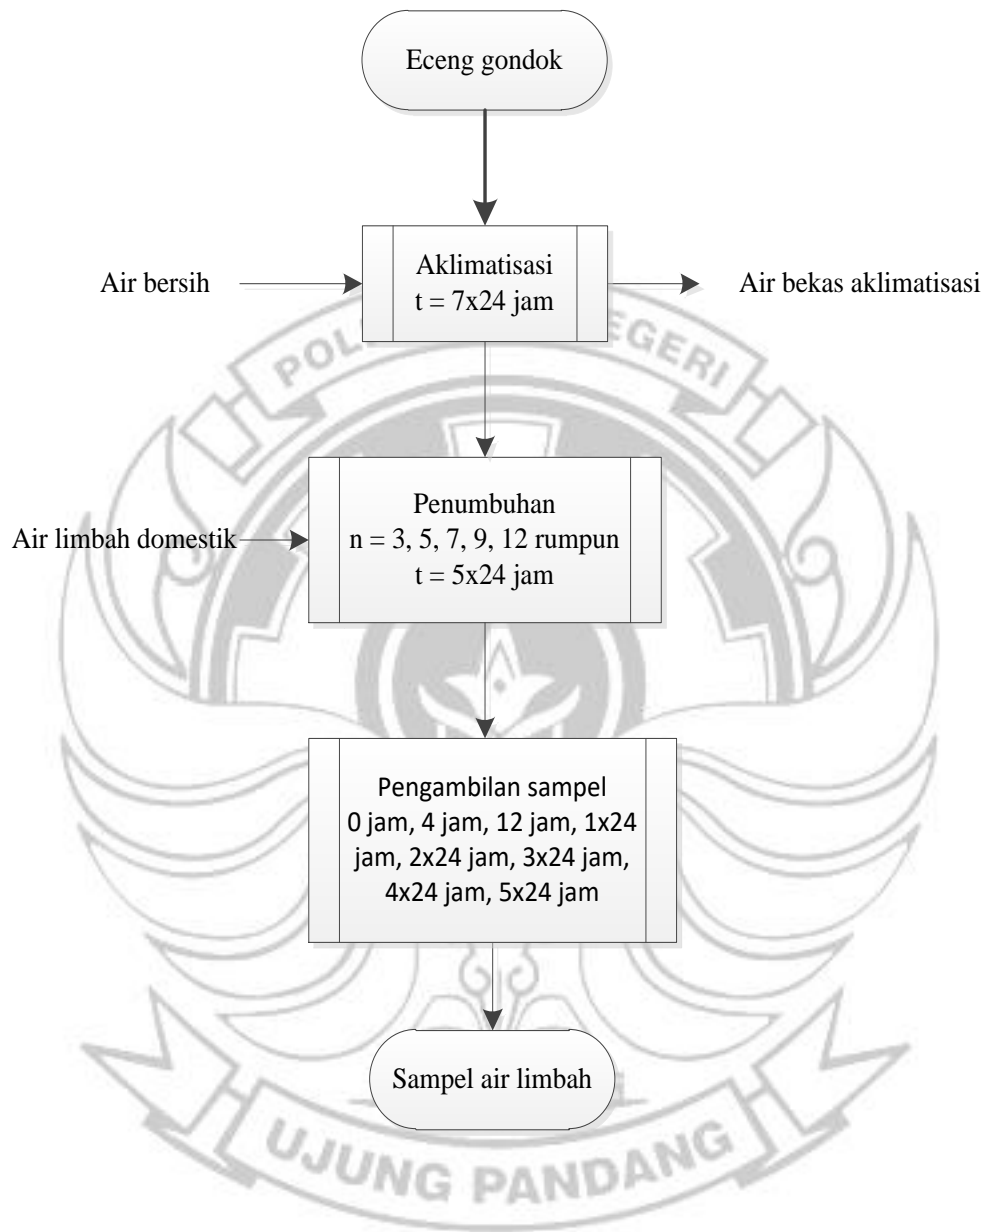 Eceng gondok
Aklimatisasi
t = 7x24 jam
Air bersih
Air bekas aklimatisasi
Penumbuhan
n = 3, 5, 7, 9, 12 rumpun
t = 5x24 jam
Air limbah domestik
Pengambilan sampel
0 jam, 4 jam, 12 jam, 1x24
jam, 2x24 jam, 3x24 jam,
4x24 jam, 5x24 jam
Sampel air limbah
UJUNG PANDANG